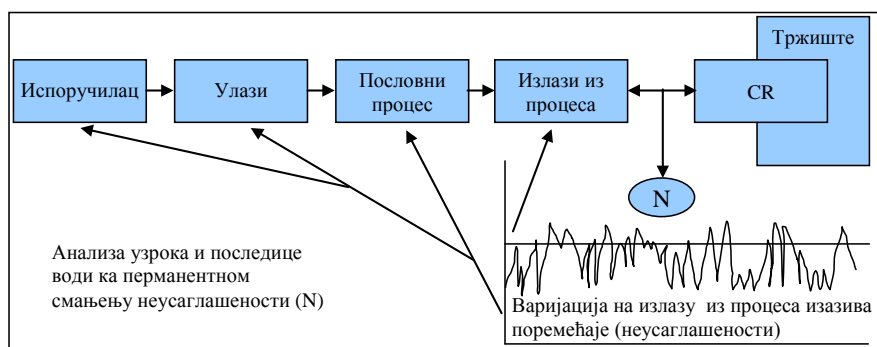 Тржиште
Испоручилац
Улази
Пословни
процес
Излази из
процеса
CR
N
Анализа узрока и последице
води ка перманентном
смањењу неусаглашености (N)
Варијација на излазу из процеса изазива
поремећаје (неусаглашености)